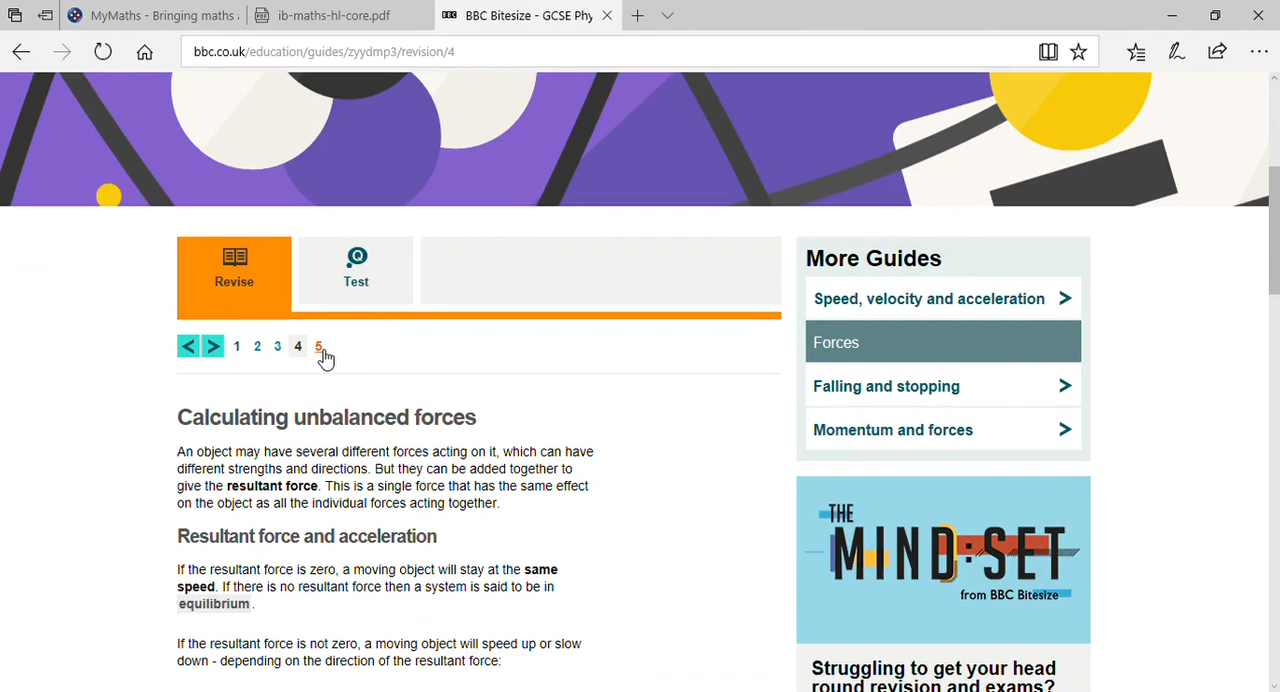 MyMaths - Bringing maths
ib-maths-hl-core.pdf
BBC Bitesize - GCSE Phy
bbc.co.uk/education/guides/zyydmp3/revision/4
Revise
Test
< > 1 2 3 4 5
Calculating unbalanced forces
An object may have several different forces acting on it, which can have
different strengths and directions. But they can be added together to
give the resultant force. This is a single force that has the same effect
on the object as all the individual forces acting together.
Resultant force and acceleration
If the resultant force is zero, a moving object will stay at the same
speed. If there is no resultant force then a system is said to be in
equilibrium.
If the resultant force is not zero, a moving object will speed up or slow
down - depending on the direction of the resultant force:
More Guides
Speed, velocity and acceleration >
Forces
Falling and stopping >
Momentum and forces >
THE
MIND:SET
from BBC Bitesize
Struggling to get your head
round revision and exams?